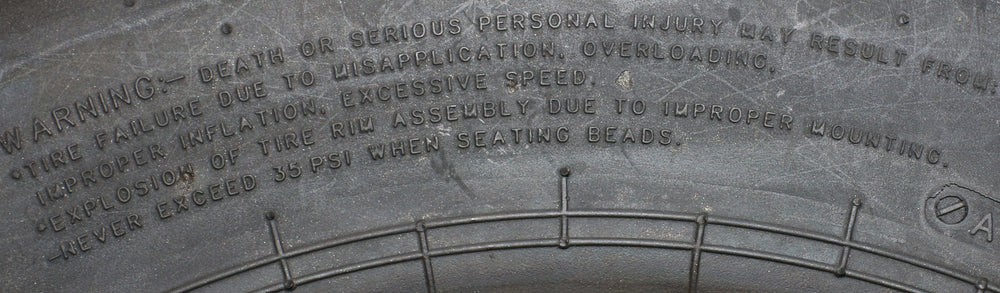 WARNING:— DEATH OR SERIOUS PERSONAL INJURY MAY RESULT FROM:
•TIRE FAILURE DUE TO MISAPPLICATION, OVERLOADING,
IMPROPER INFLATION, EXCESSIVE SPEED.
•EXPLOSION OF TIRE RIM ASSEMBLY DUE TO IMPROPER MOUNTING.
—NEVER EXCEED 35 PSI WHEN SEATING BEADS.
A